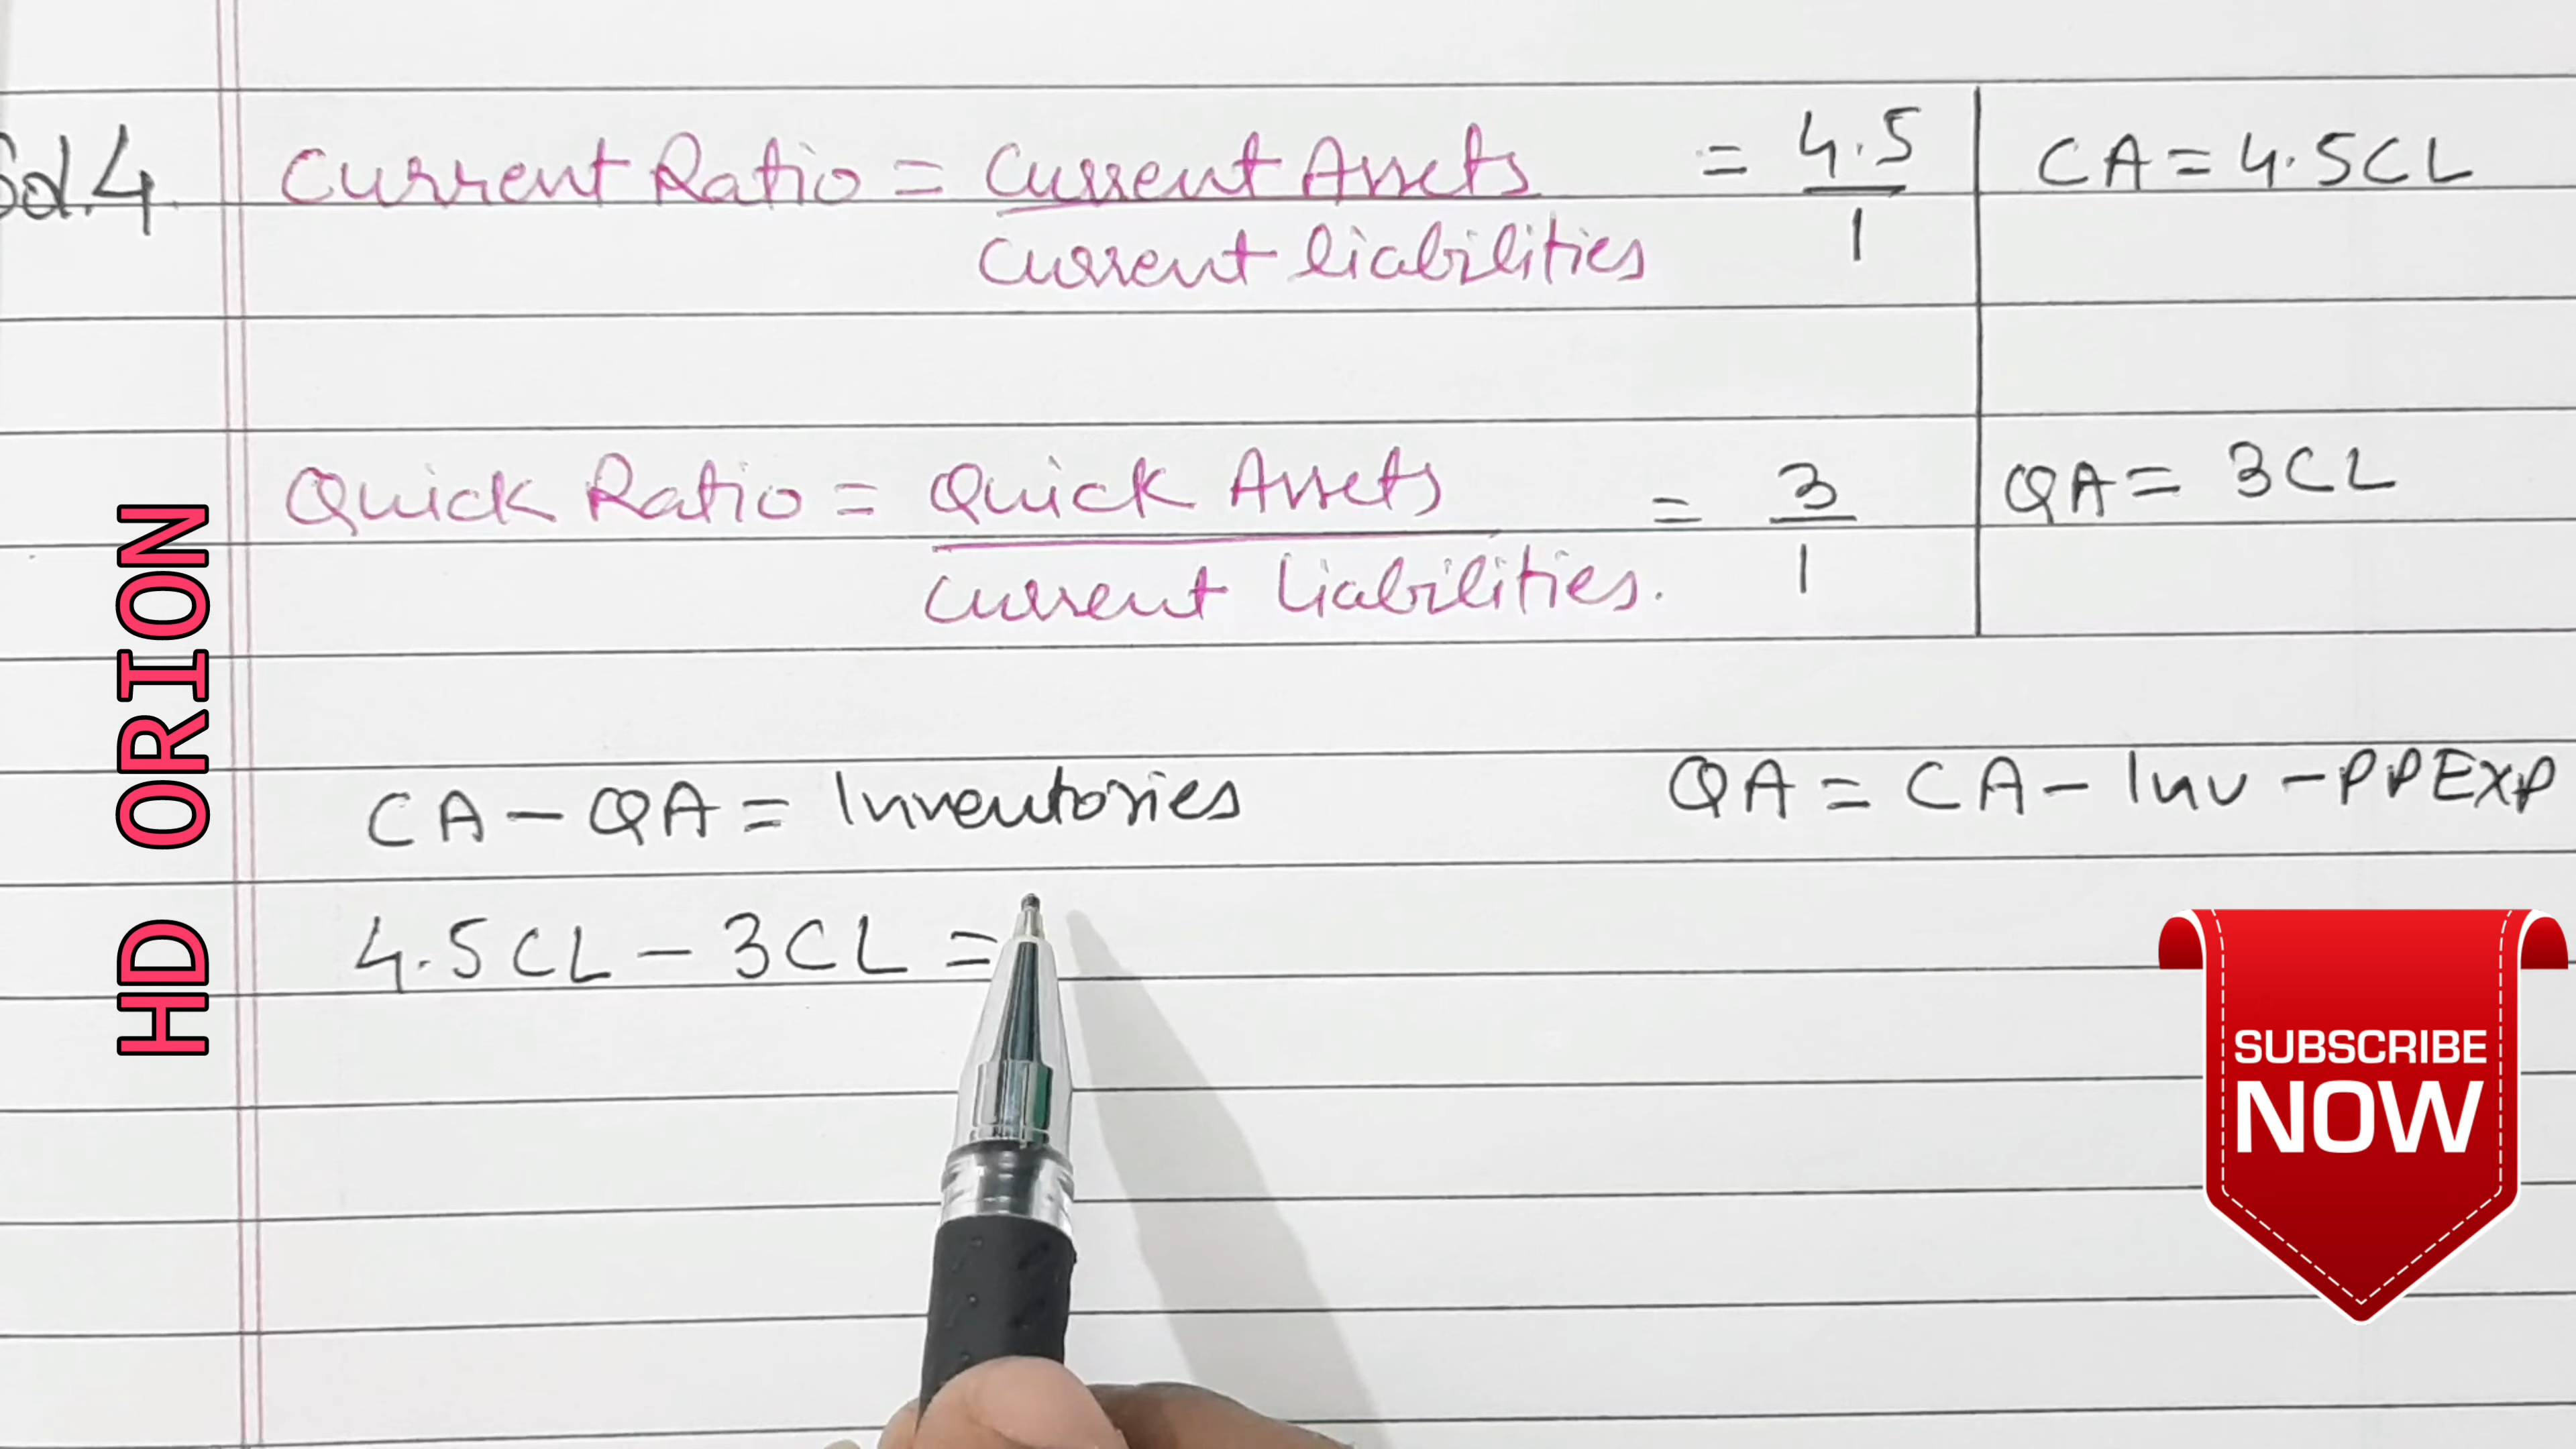 Sol.4 Current Ratio = Current Assets = 4.5 CA = 4.5CL
Current liabilities 1
Quick Ratio = Quick Assets = 3 QA = 3CL
Current Liabilities. 1
CA - QA = Inventories QA = CA - Inv - PPEXP
4.5CL - 3CL =
HD ORION
SUBSCRIBE
NOW